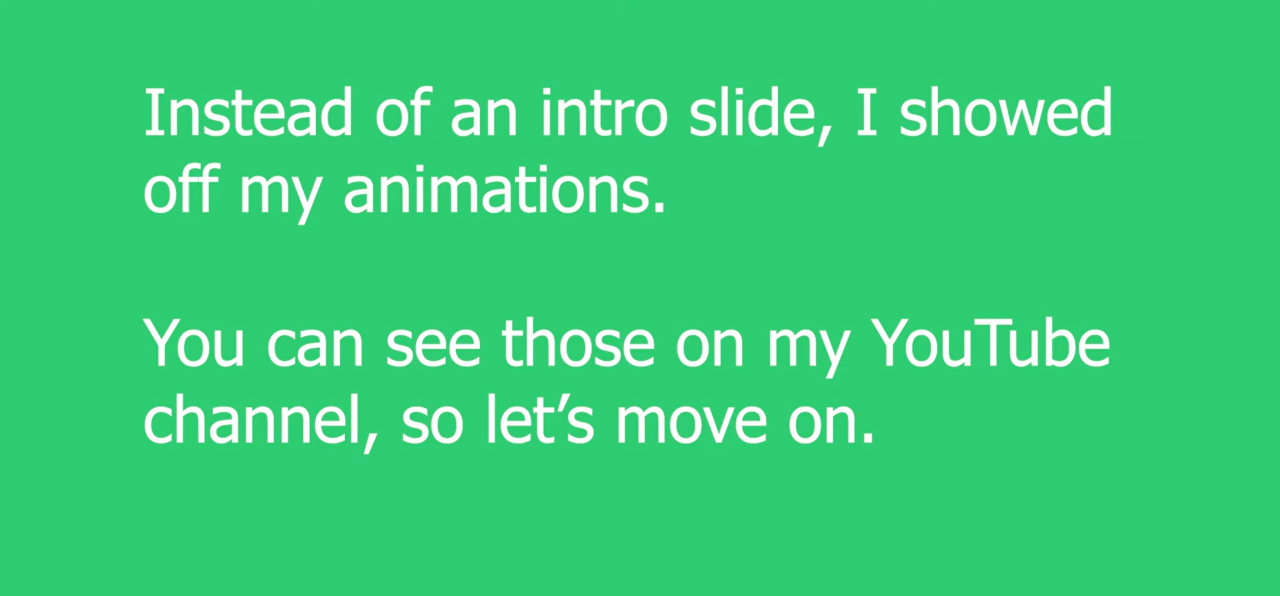 Instead of an intro slide, I showed
off my animations.
You can see those on my YouTube
channel, so let’s move on.